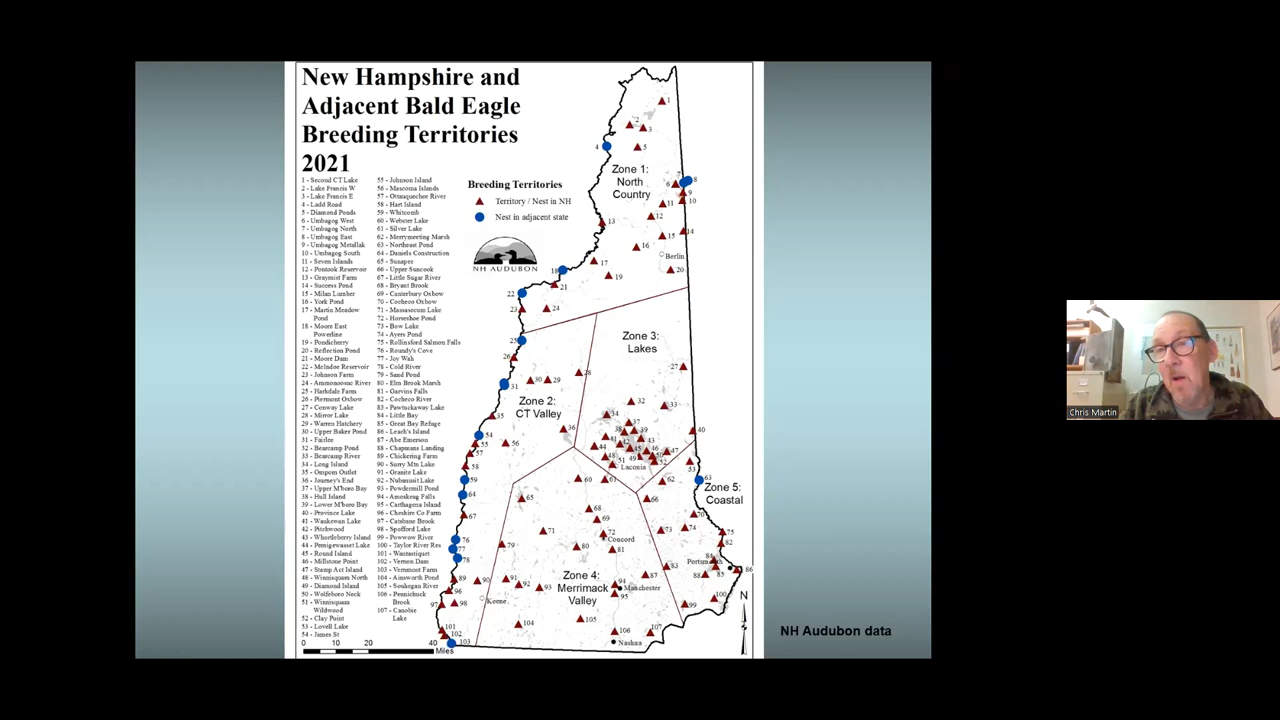 New Hampshire and
Adjacent Bald Eagle
Breeding Territories
2021
1 - Second CT Lake
2 - Lake Francis W
3 - Lake Francis E
4 - Ladd Road
5 - Diamond Ponds
6 - Umbagog West
7 - Umbagog North
8 - Umbagog East
9 - Umbagog Metallak
10 - Umbagog South
11 - Seven Islands
12 - Pontook Reservoir
13 - Graymist Farm
14 - Success Pond
15 - Milan Lumber
16 - York Pond
17 - Martin Meadow
Pond
18 - Moore East
Powerline
19 - Pondicherry
20 - Reflection Pond
21 - Moore Dam
22 - McIndoe Reservoir
23 - Johnson Farm
24 - Ammonoosuc River
25 - Harkdale Farm
26 - Piermont Oxbow
27 - Conway Lake
28 - Mirror Lake
29 - Warren Hatchery
30 - Upper Baker Pond
31 - Fairlee
32 - Bearcamp Pond
33 - Bearcamp River
34 - Long Island
35 - Ompom Outlet
36 - Journey's End
37 - Upper M'boro Bay
38 - Hull Island
39 - Lower M'boro Bay
40 - Province Lake
41 - Waukewan Lake
42 - Pitchwood
43 - Whortleberry Island
44 - Pemigewasset Lake
45 - Round Island
46 - Millstone Point
47 - Stamp Act Island
48 - Winnisquam North
49 - Diamond Island
50 - Wolfeboro Neck
51 - Winnisquam
Wildwood
52 - Clay Point
53 - Lovell Lake
54 - James St
55 - Johnson Island
56 - Mascoma Islands
57 - Ottauquechee River
58 - Hart Island
59 - Whitcomb
60 - Webster Lake
61 - Silver Lake
62 - Merrymeeting Marsh
63 - Northeast Pond
64 - Daniels Construction
65 - Sunapee
66 - Upper Suncook
67 - Little Sugar River
68 - Bryant Brook
69 - Canterbury Oxbow
70 - Cocheco Oxbow
71 - Massasecum Lake
72 - Horseshoe Pond
73 - Bow Lake
74 - Ayers Pond
75 - Rollinsford Salmon Falls
76 - Roundy's Cove
77 - Joy Wah
78 - Cold River
79 - Sand Pond
80 - Elm Brook Marsh
81 - Garvins Falls
82 - Cocheco River
83 - Pawtuckaway Lake
84 - Little Bay
85 - Great Bay Refuge
86 - Leach's Island
87 - Abe Emerson
88 - Chapmans Landing
89 - Chickering Farm
90 - Surry Mtn Lake
91 - Granite Lake
92 - Nubanusit Lake
93 - Powdermill Pond
94 - Amoskeag Falls
95 - Carthagena Island
96 - Cheshire Co Farm
97 - Catsbane Brook
98 - Spofford Lake
99 - Powwow River
100 - Taylor River Res
101 - Wantastiquet
102 - Vernon Dam
103 - Vermont Farm
104 - Ainsworth Pond
105 - Souhegan River
106 - Pennichuck
Brook
107 - Canobie
Lake
Breeding Territories
Territory / Nest in NH
Nest in adjacent state
NH AUDUBON
Zone 1:
North
Country
Berlin
Zone 3:
Lakes
Zone 2:
CT Valley
Laconia
Zone 5:
Coastal
Concord
Portsmouth
Zone 4:
Merrimack
Valley
Manchester
Keene
Nashua
N
0 10 20 40
Miles
NH Audubon data
Chris Martin